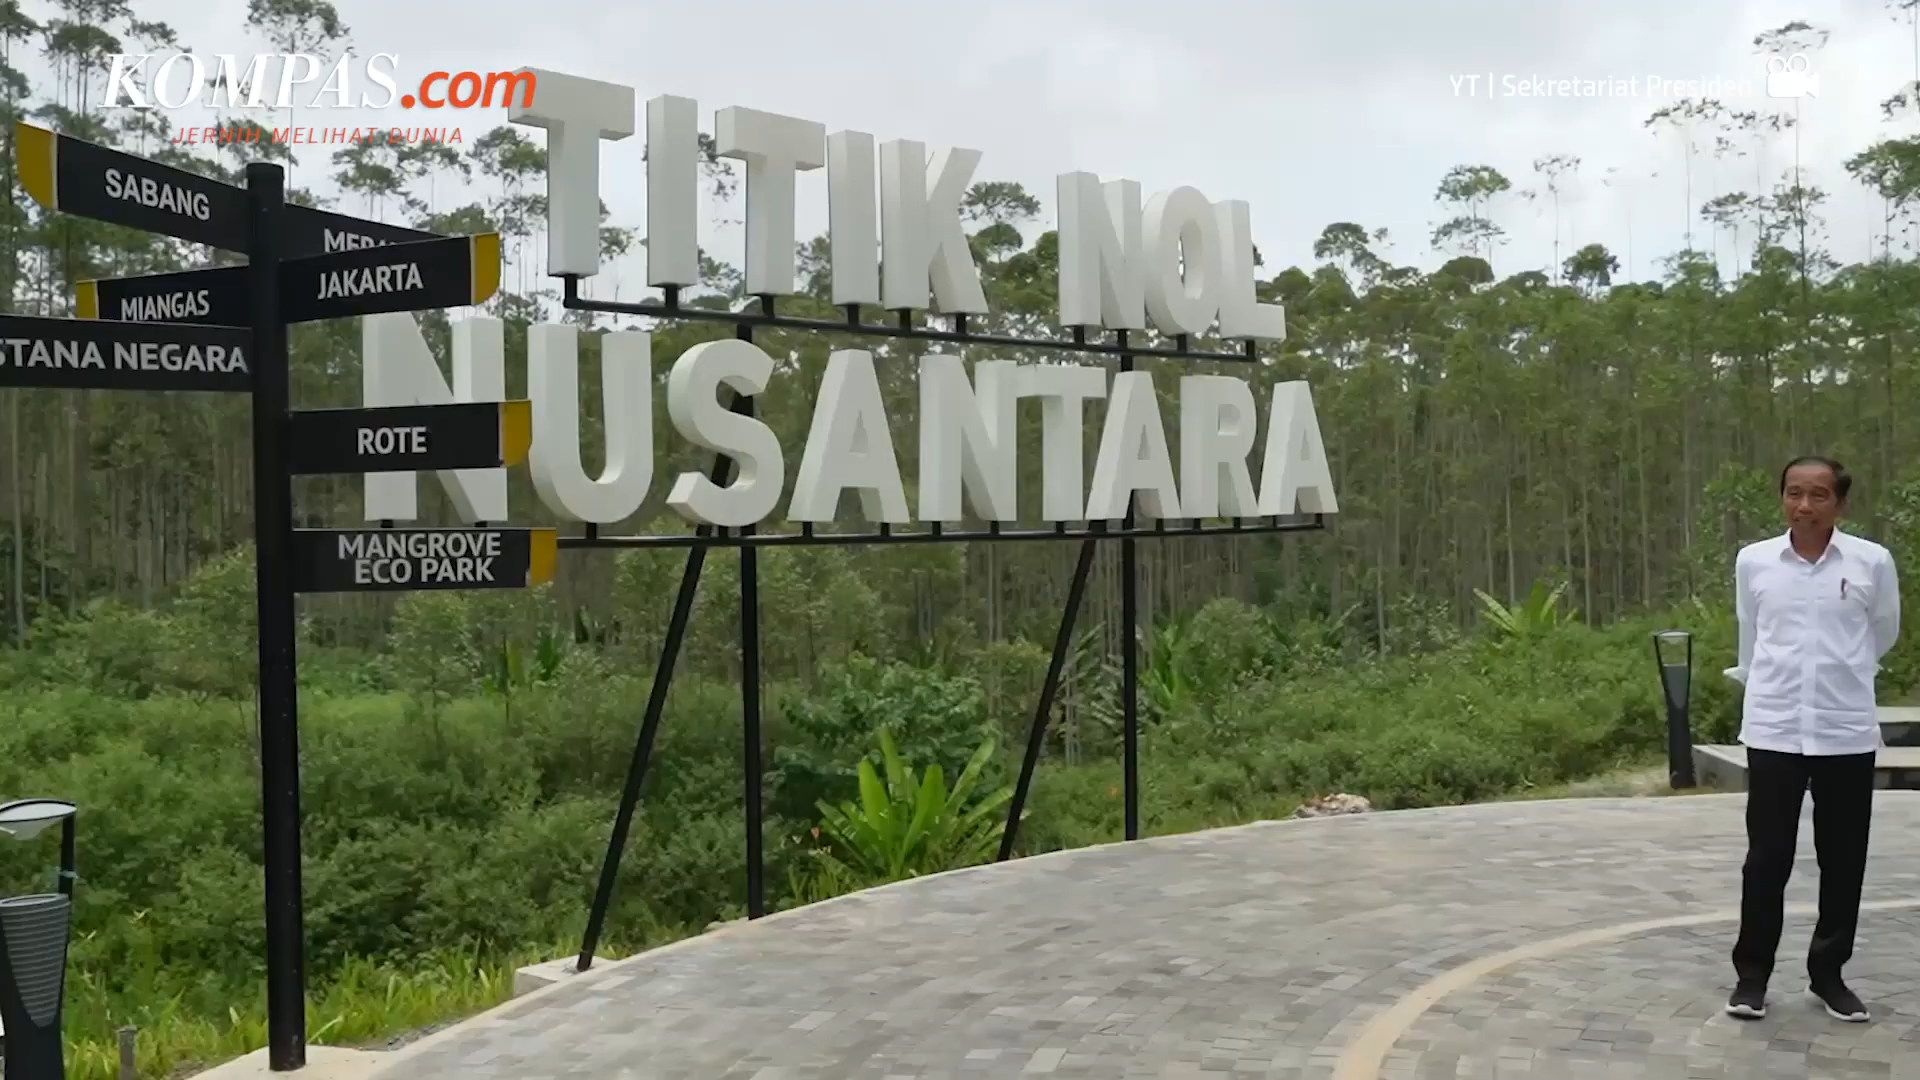 KOMPAS.com
JERNIH MELIHAT DUNIA
YT | Sekretariat Presiden
TITIK NOL
NUSANTARA
SABANG
JAKARTA
MIANGAS
STANA NEGARA
ROTE
MANGROVE
ECO PARK